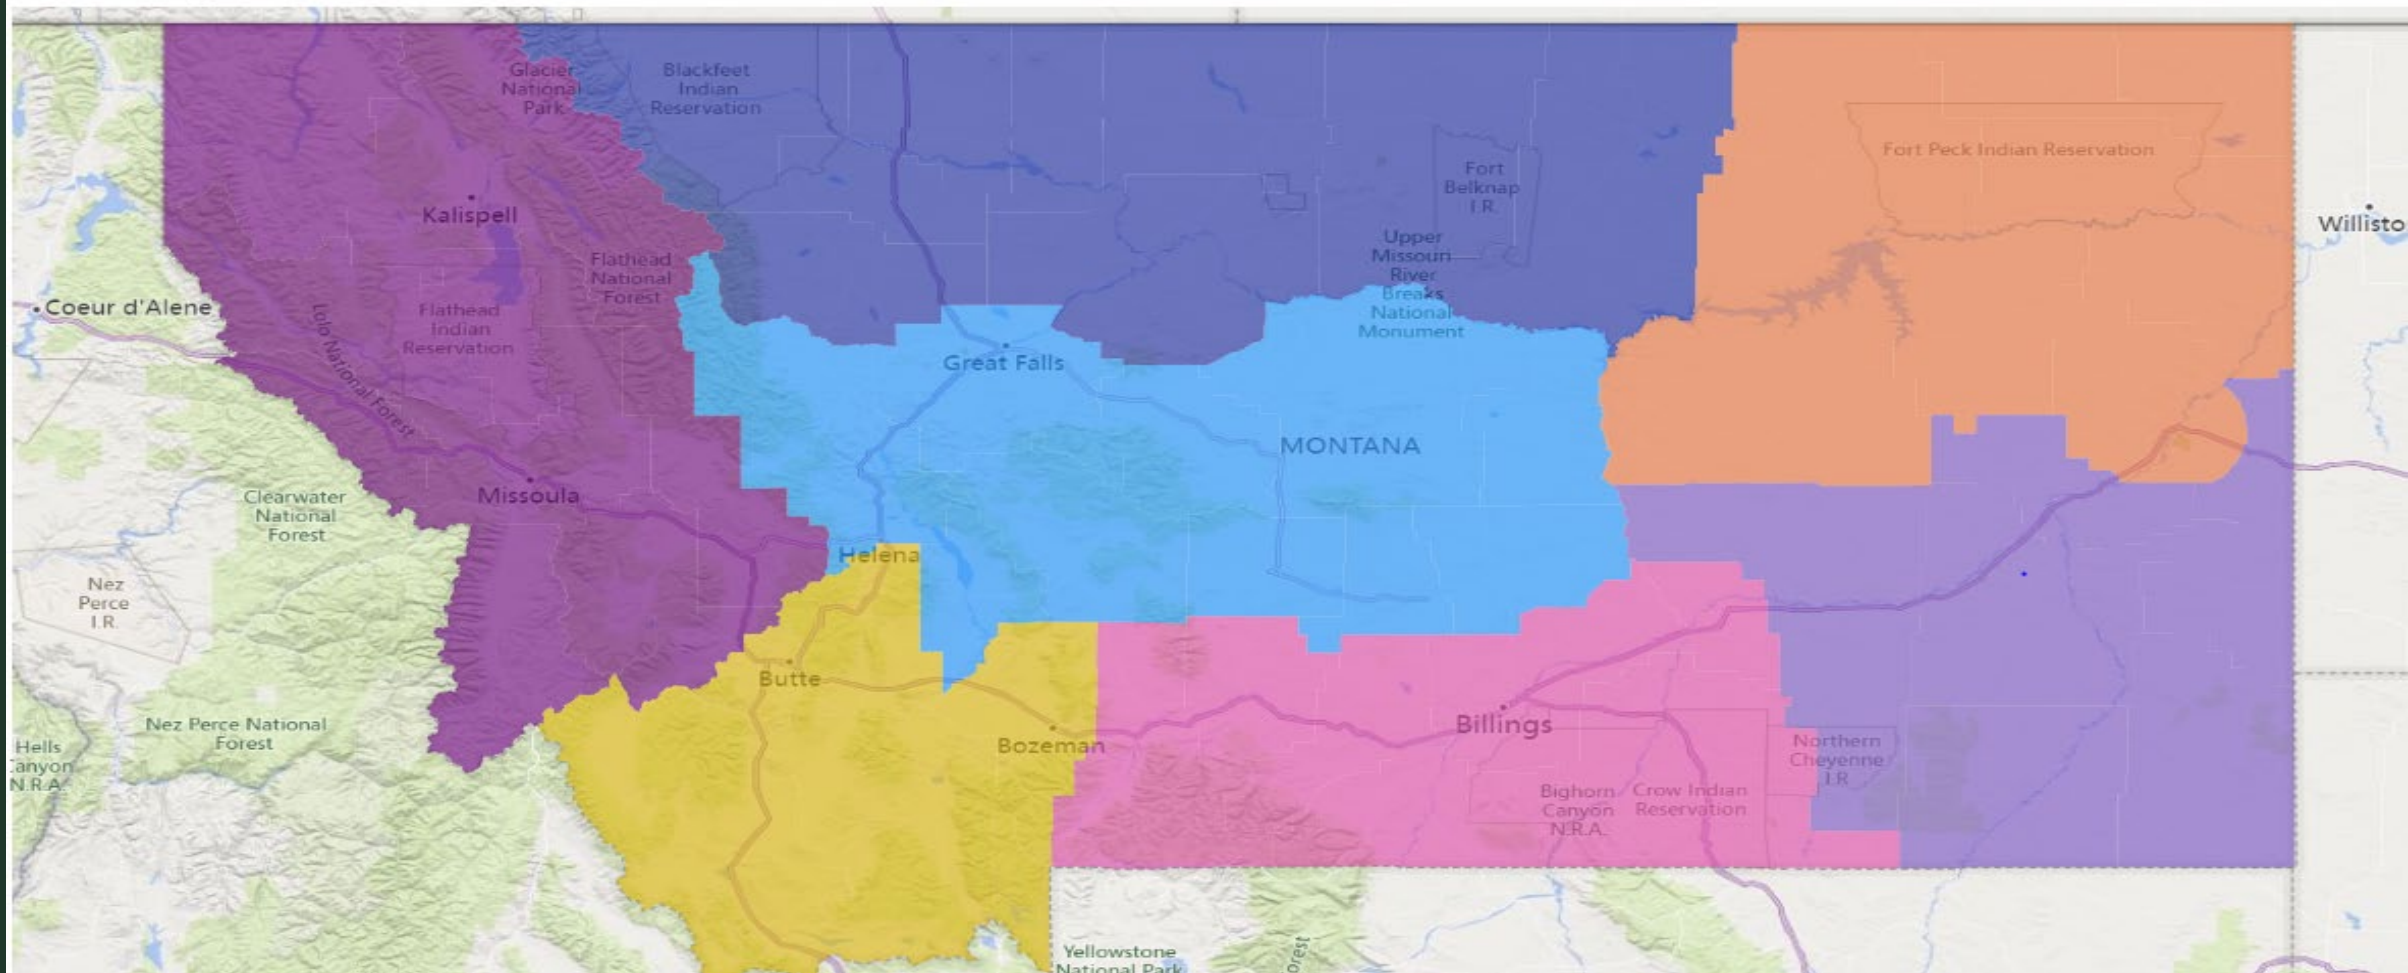 Glacier
National
Park
Blackfeet
Indian
Reservation
Fort Peck Indian Reservation
Fort
Belknap
I.R.
Kalispell
Willisto
Upper
Missouri
River
Breaks
National
Monument
Flathead
National
Forest
Coeur d'Alene
Flathead
Indian
Reservation
Lolo National Forest
Great Falls
MONTANA
Missoula
Clearwater
National
Forest
Helena
Nez
Perce
I.R.
Butte
Nez Perce National
Forest
Bozeman
Billings
Hells
Canyon
N.R.A.
Northern
Cheyenne
I.R.
Bighorn
Canyon
N.R.A.
Crow Indian
Reservation
Yellowstone
National Park
orest